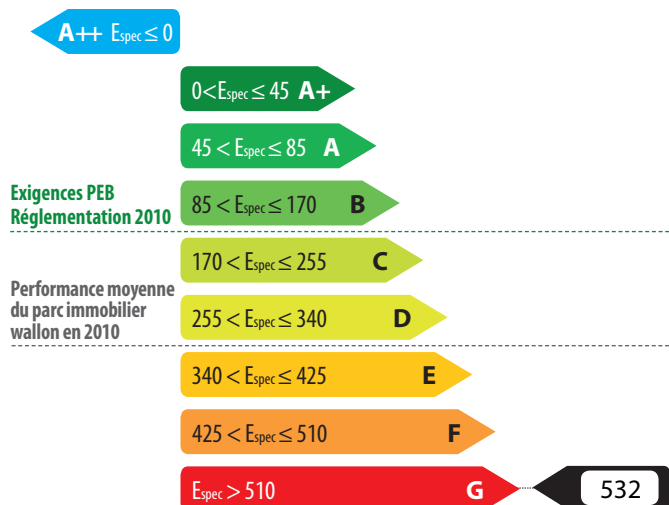 A++ Espec ≤ 0
0<Espec ≤ 45 A+
45 < Espec ≤ 85 A
Exigences PEB
Réglementation 2010
85 < Espec ≤ 170 B
170 < Espec ≤ 255 C
Performance moyenne
du parc immobilier
wallon en 2010
255 < Espec ≤ 340 D
340 < Espec ≤ 425 E
425 < Espec ≤ 510 F
Espec > 510 G 532